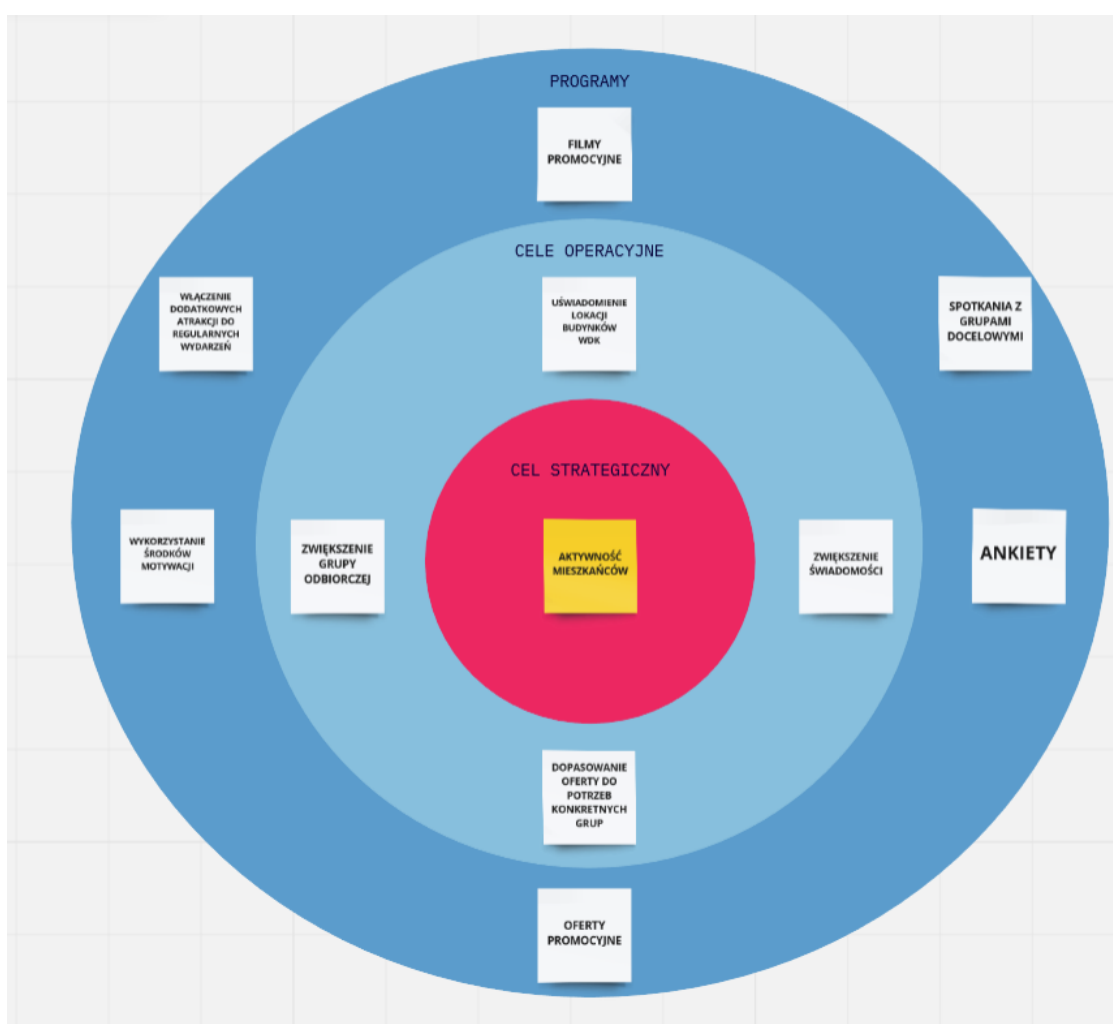 PROGRAMY
FILMY
PROMOCYJNE
CELE OPERACYJNE
WŁĄCZENIE
DODATKOWYCH
ATRAKCJI DO
REGULARNYCH
WYDARZEŃ
UŚWIADOMIENIE
LOKACJI
BUDYNKÓW
WDK
SPOTKANIA Z
GRUPAMI
DOCELOWYMI
CEL STRATEGICZNY
WYKORZYSTANIE
ŚRODKÓW
MOTYWACJI
ZWIĘKSZENIE
GRUPY
ODBIORCZEJ
AKTYWNOŚĆ
MIESZKAŃCÓW
ZWIĘKSZENIE
ŚWIADOMOŚCI
ANKIETY
DOPASOWANIE
OFERTY DO
POTRZEB
KONKRETNYCH
GRUP
OFERTY
PROMOCYJNE